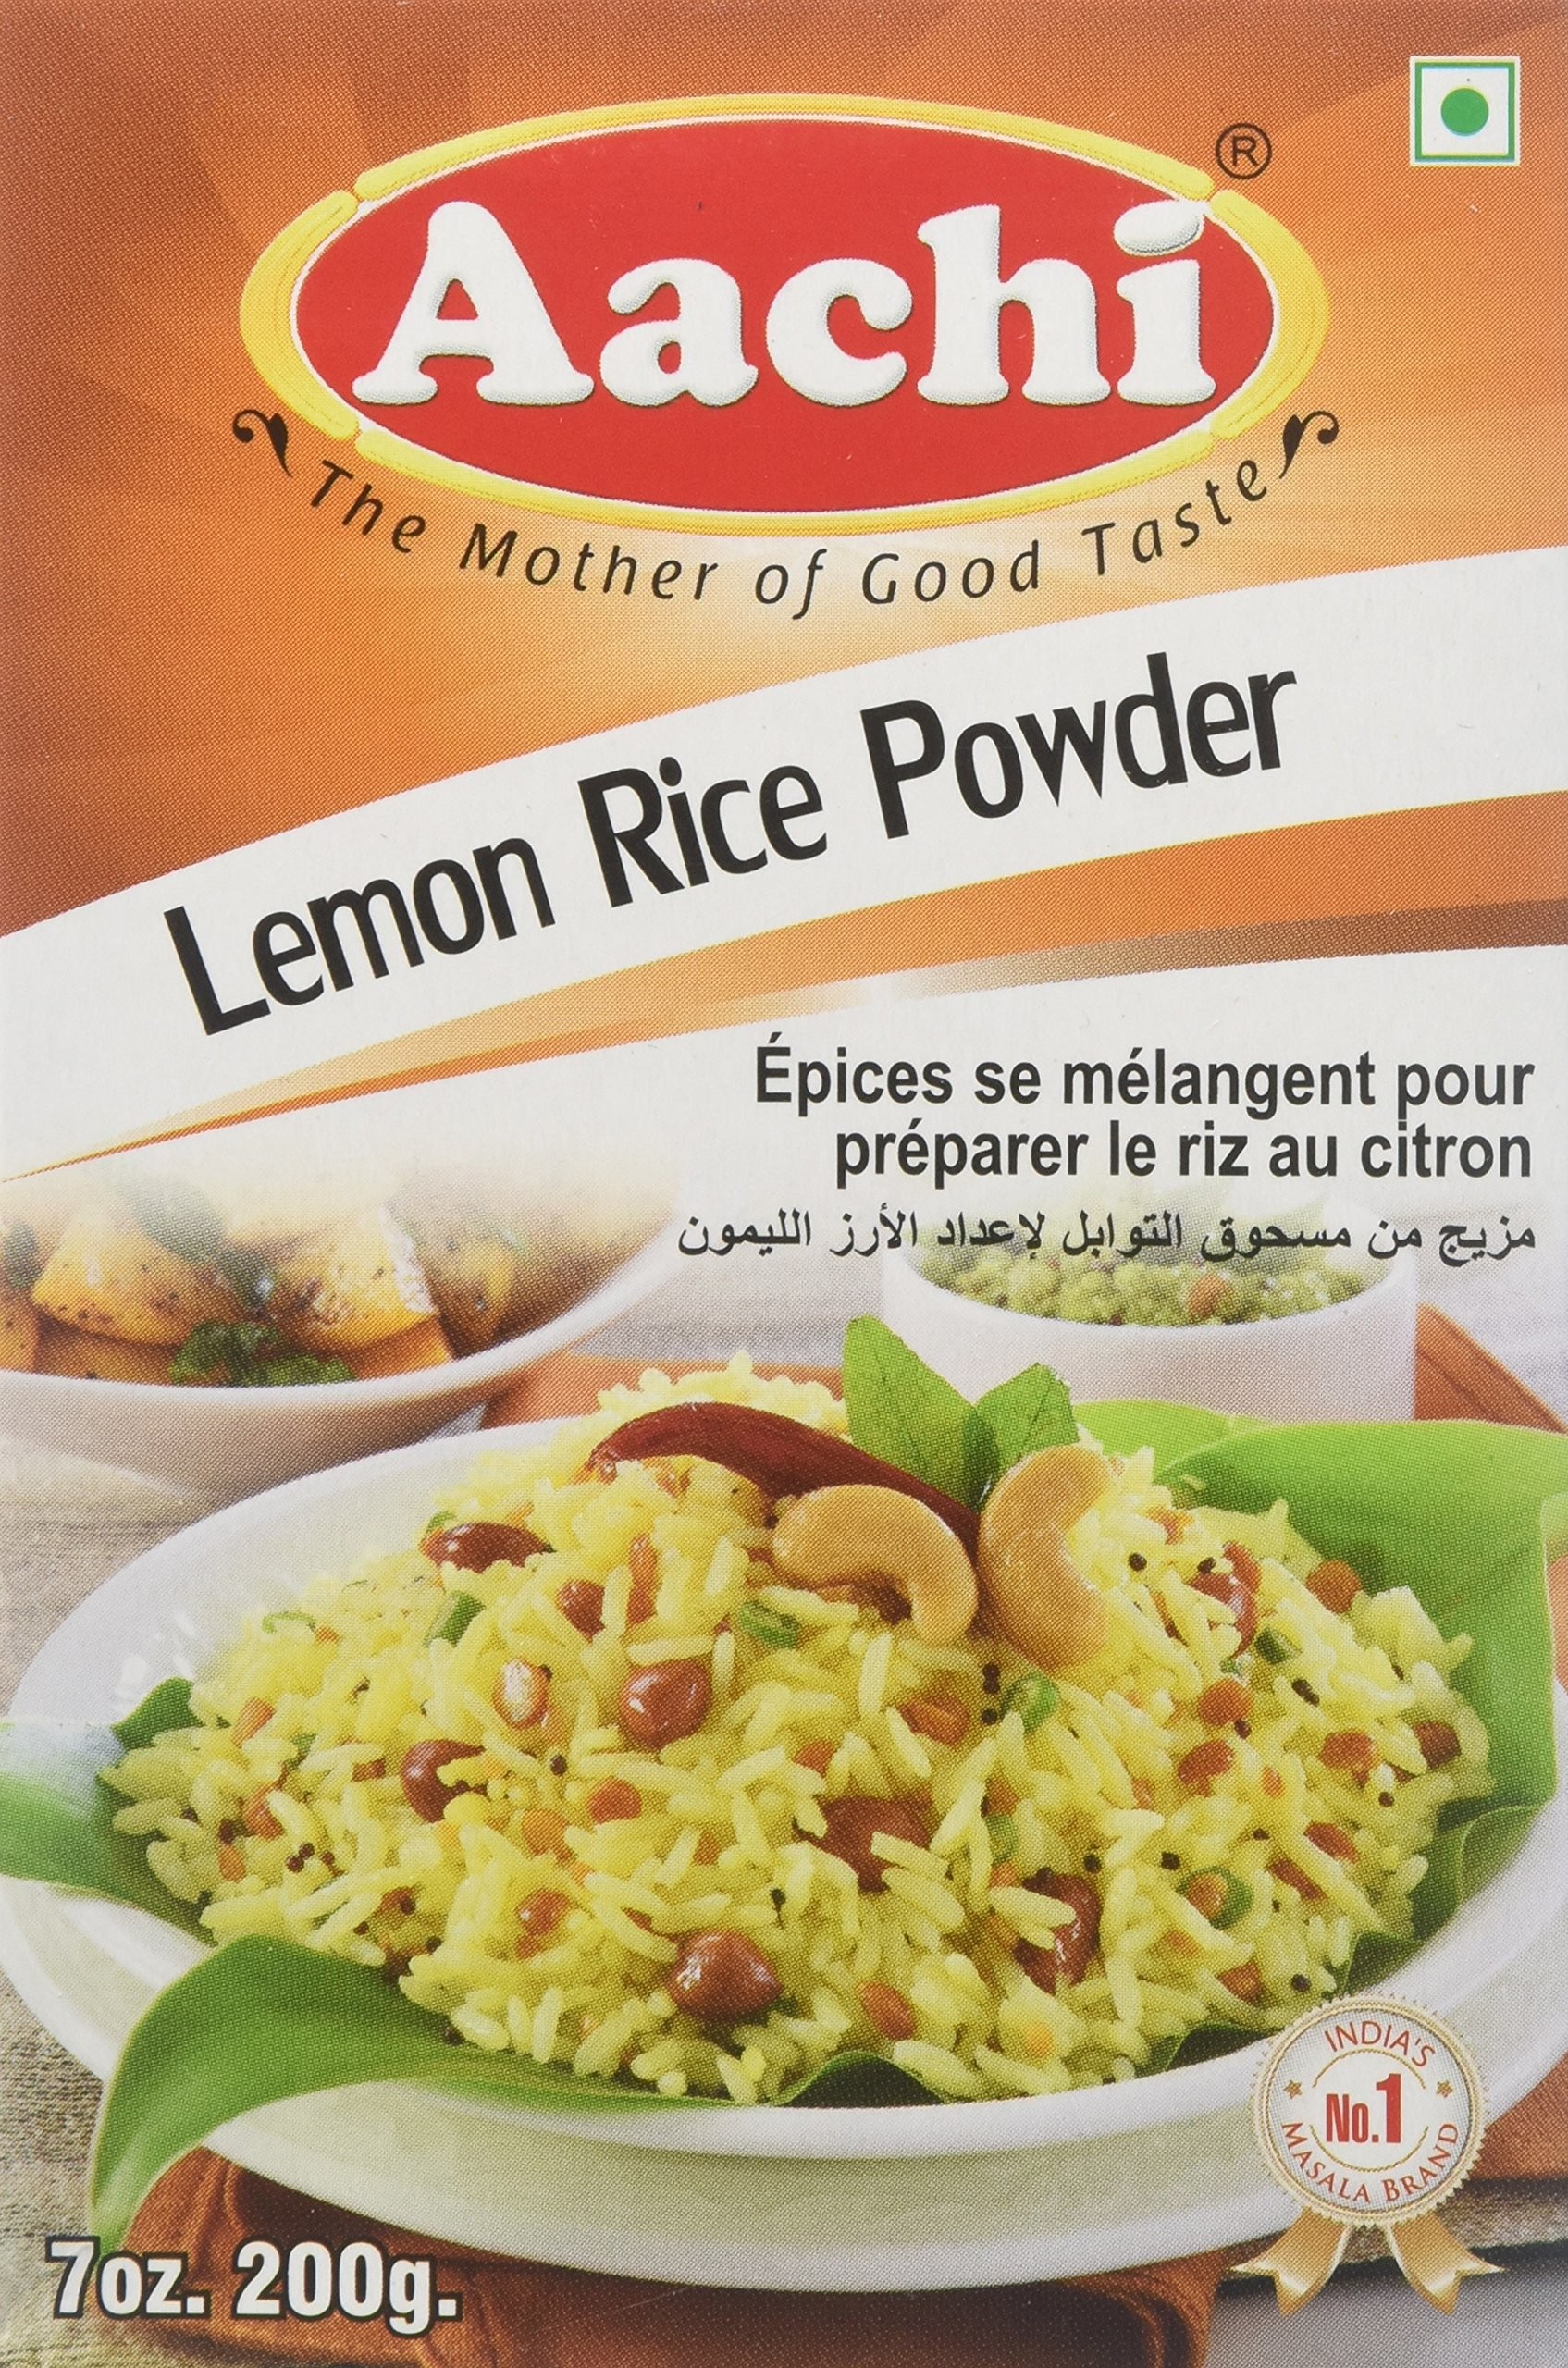 Aachi ®
The Mother of Good Taste
Lemon Rice Powder
Épices se mélangent pour
préparer le riz au citron
مزيج من مسحوق التوابل لإعداد الأرز الليمون
INDIA'S
No.1
MASALA BRAND
7oz. 200g.